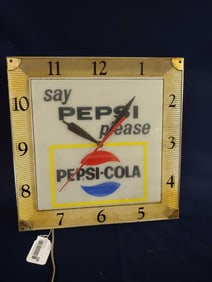 11 12 1
10 2
9 3
8 4
7 6 5
say
PEPSI
please
PEPSI-COLA